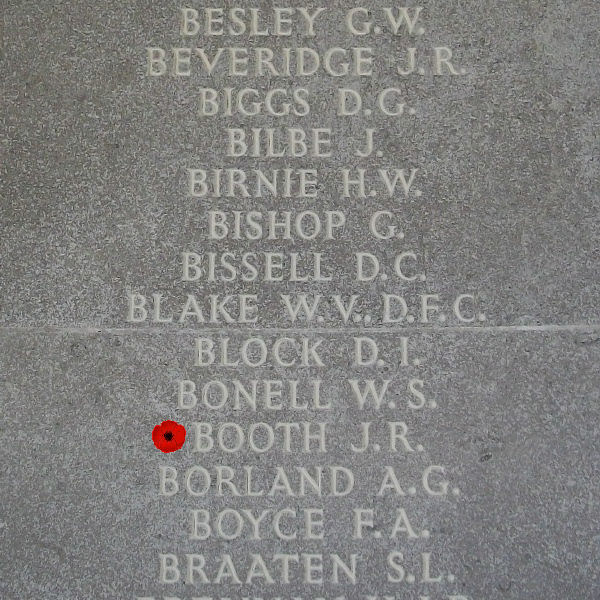 BESLEY G.W.
BEVERIDGE J.R.
BIGGS D.G.
BILBE J.
BIRNIE H.W.
BISHOP G.
BISSELL D.C.
BLAKE W.V., D.F.C.
BLOCK D.I.
BONELL W.S.
BOOTH J.R.
BORLAND A.G.
BOYCE F.A.
BRAATEN S.L.